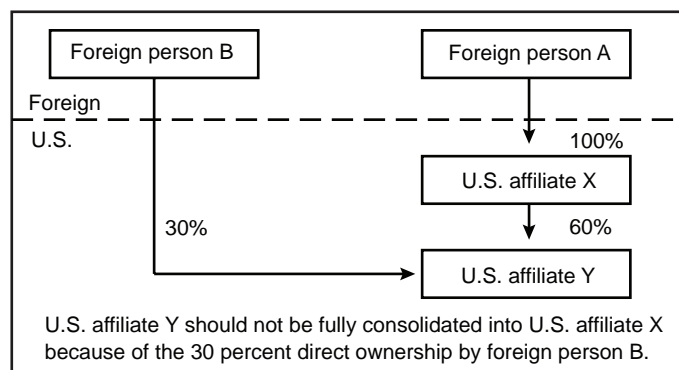 Foreign person B
Foreign person A
Foreign
U.S.
100%
U.S. affiliate X
30%
60%
U.S. affiliate Y
U.S. affiliate Y should not be fully consolidated into U.S. affiliate X
because of the 30 percent direct ownership by foreign person B.